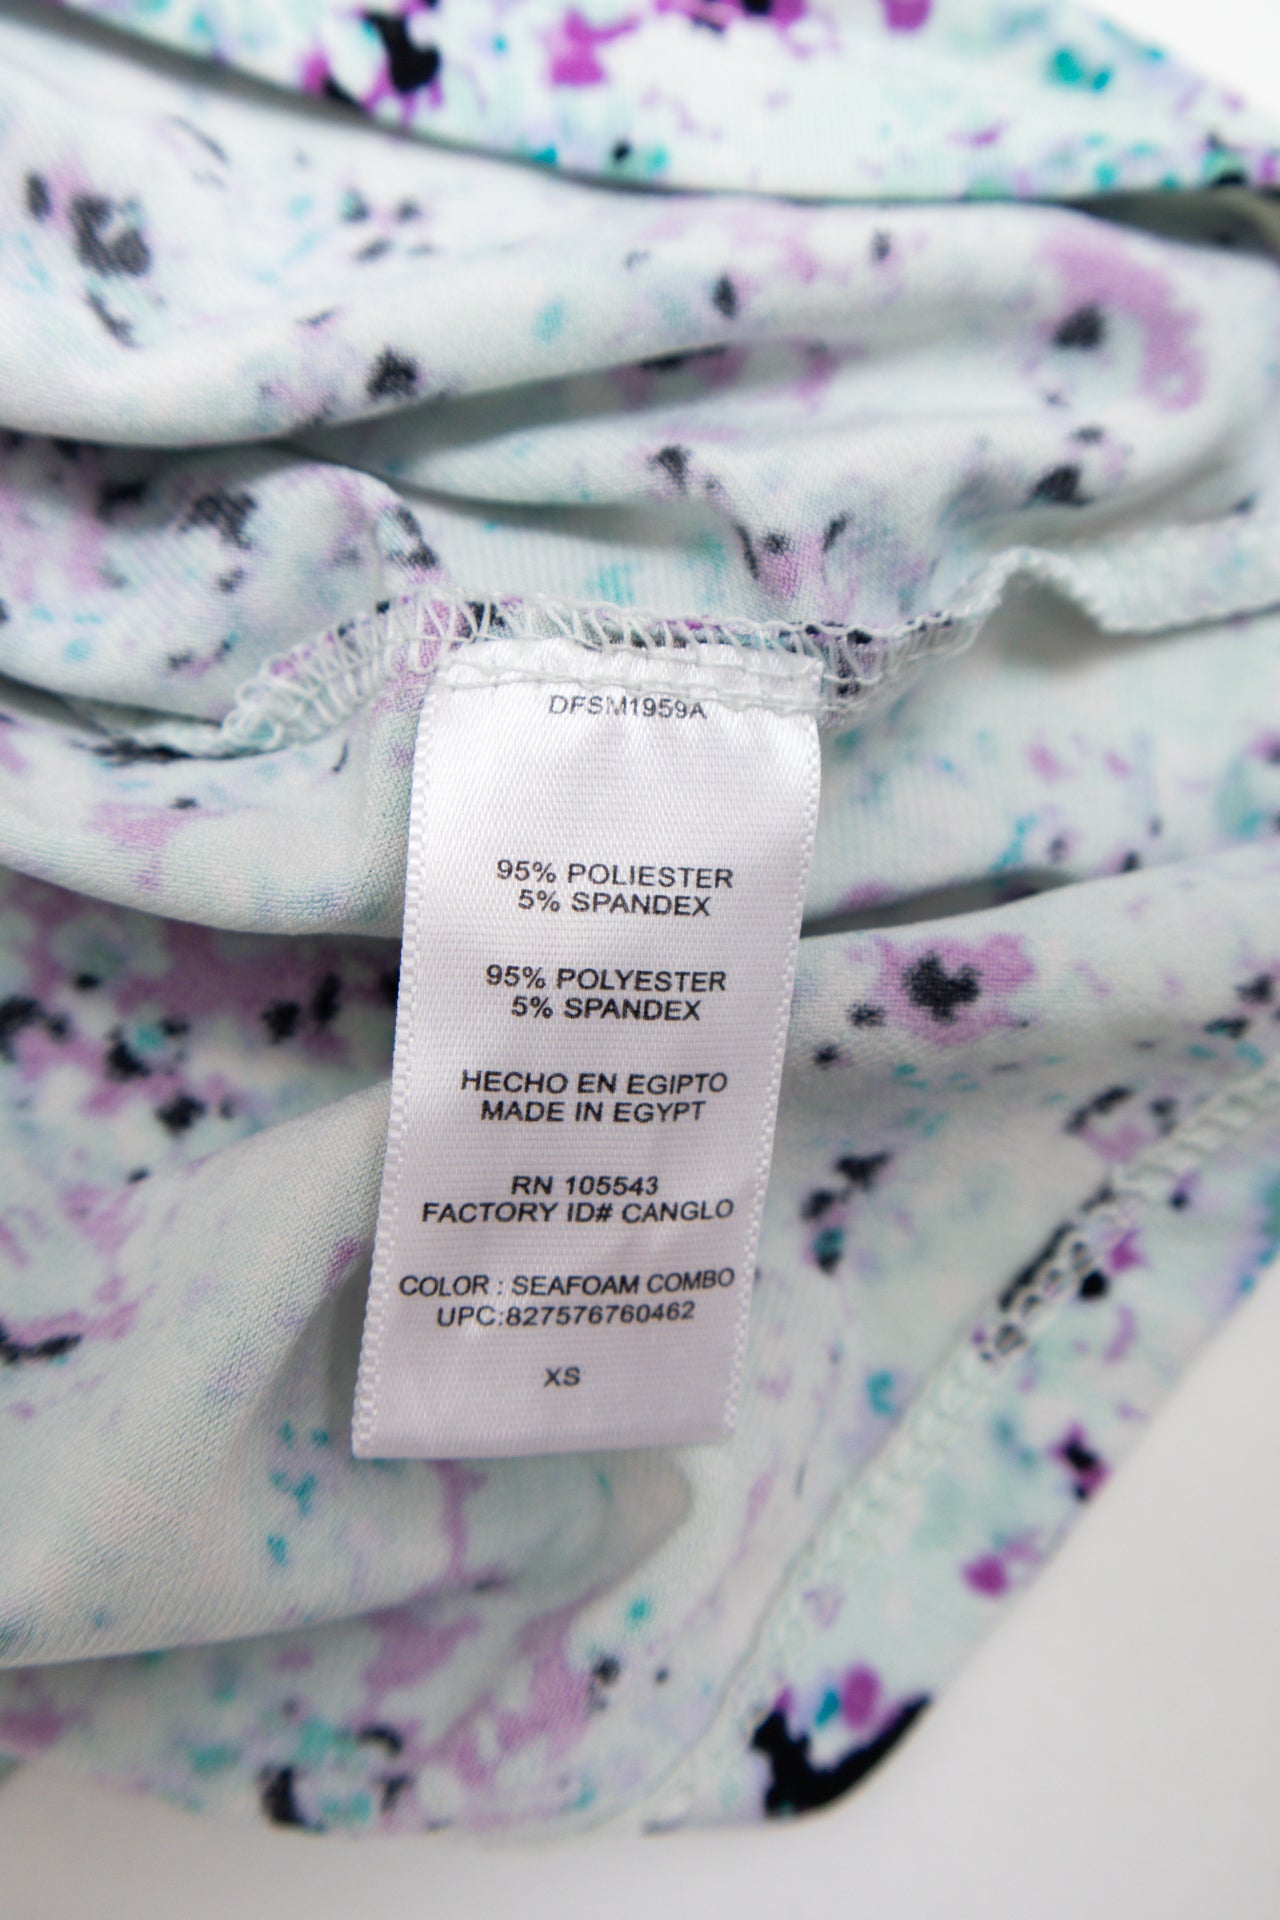 DFSM1959A
95% POLIESTER
5% SPANDEX
95% POLYESTER
5% SPANDEX
HECHO EN EGIPTO
MADE IN EGYPT
RN 105543
FACTORY ID# CANGLO
COLOR : SEAFOAM COMBO
UPC:827576760462
XS